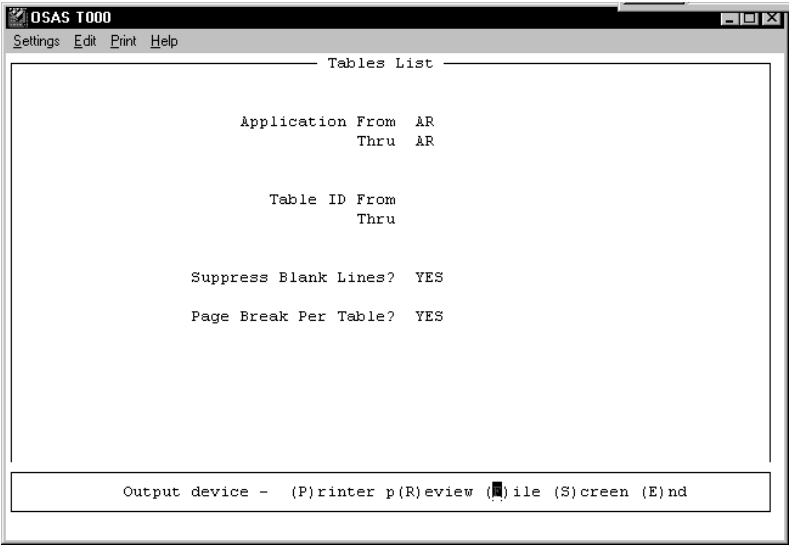 OSAS T000
Settings Edit Print Help
Tables List
Application From AR
Thru AR
Table ID From
Thru
Suppress Blank Lines? YES
Page Break Per Table? YES
Output device - (P)rinter p(R)eview (F)ile (S)creen (E)nd